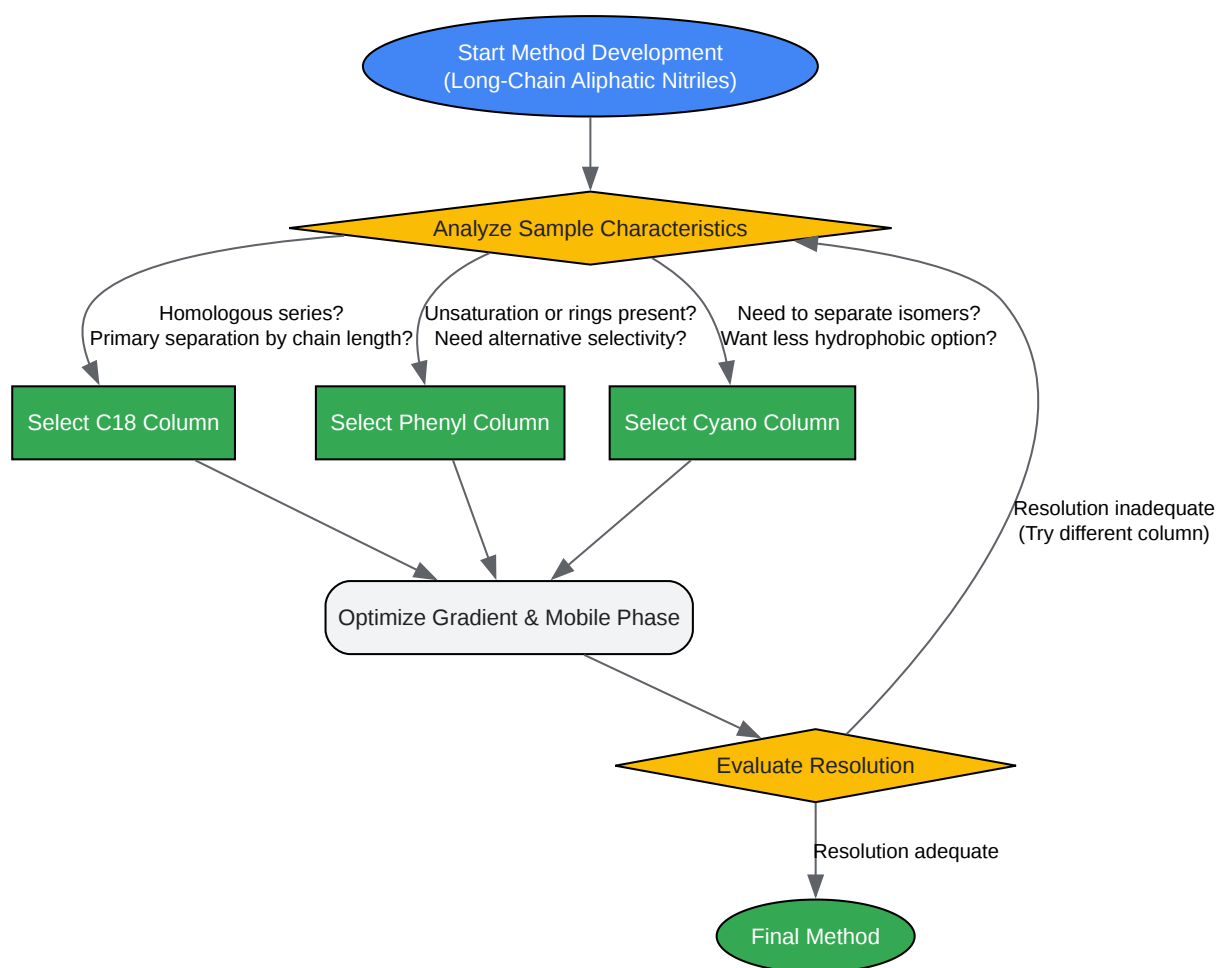 Start Method Development
(Long-Chain Aliphatic Nitriles)
Analyze Sample Characteristics
Homologous series?
Primary separation by chain length?
Unsaturation or rings present?
Need alternative selectivity?
Need to separate isomers?
Want less hydrophobic option?
Select C18 Column
Select Phenyl Column
Select Cyano Column
Resolution inadequate
(Try different column)
Optimize Gradient & Mobile Phase
Evaluate Resolution
Resolution adequate
Final Method